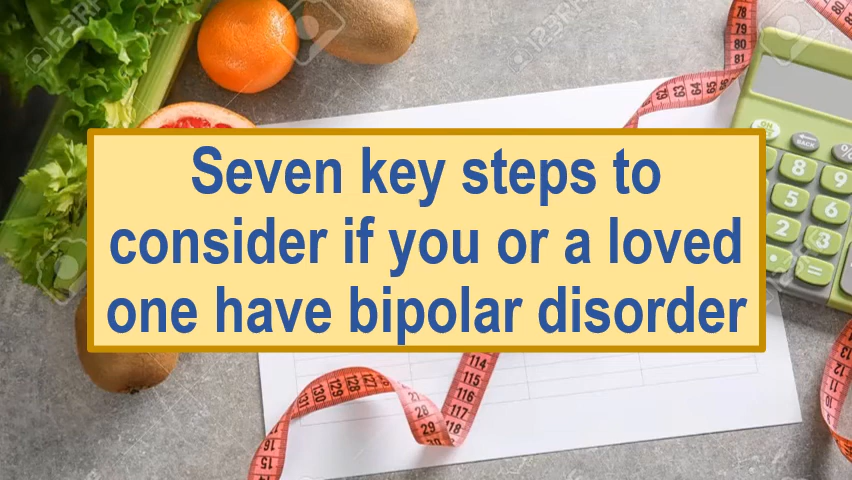 Seven key steps to
consider if you or a loved
one have bipolar disorder